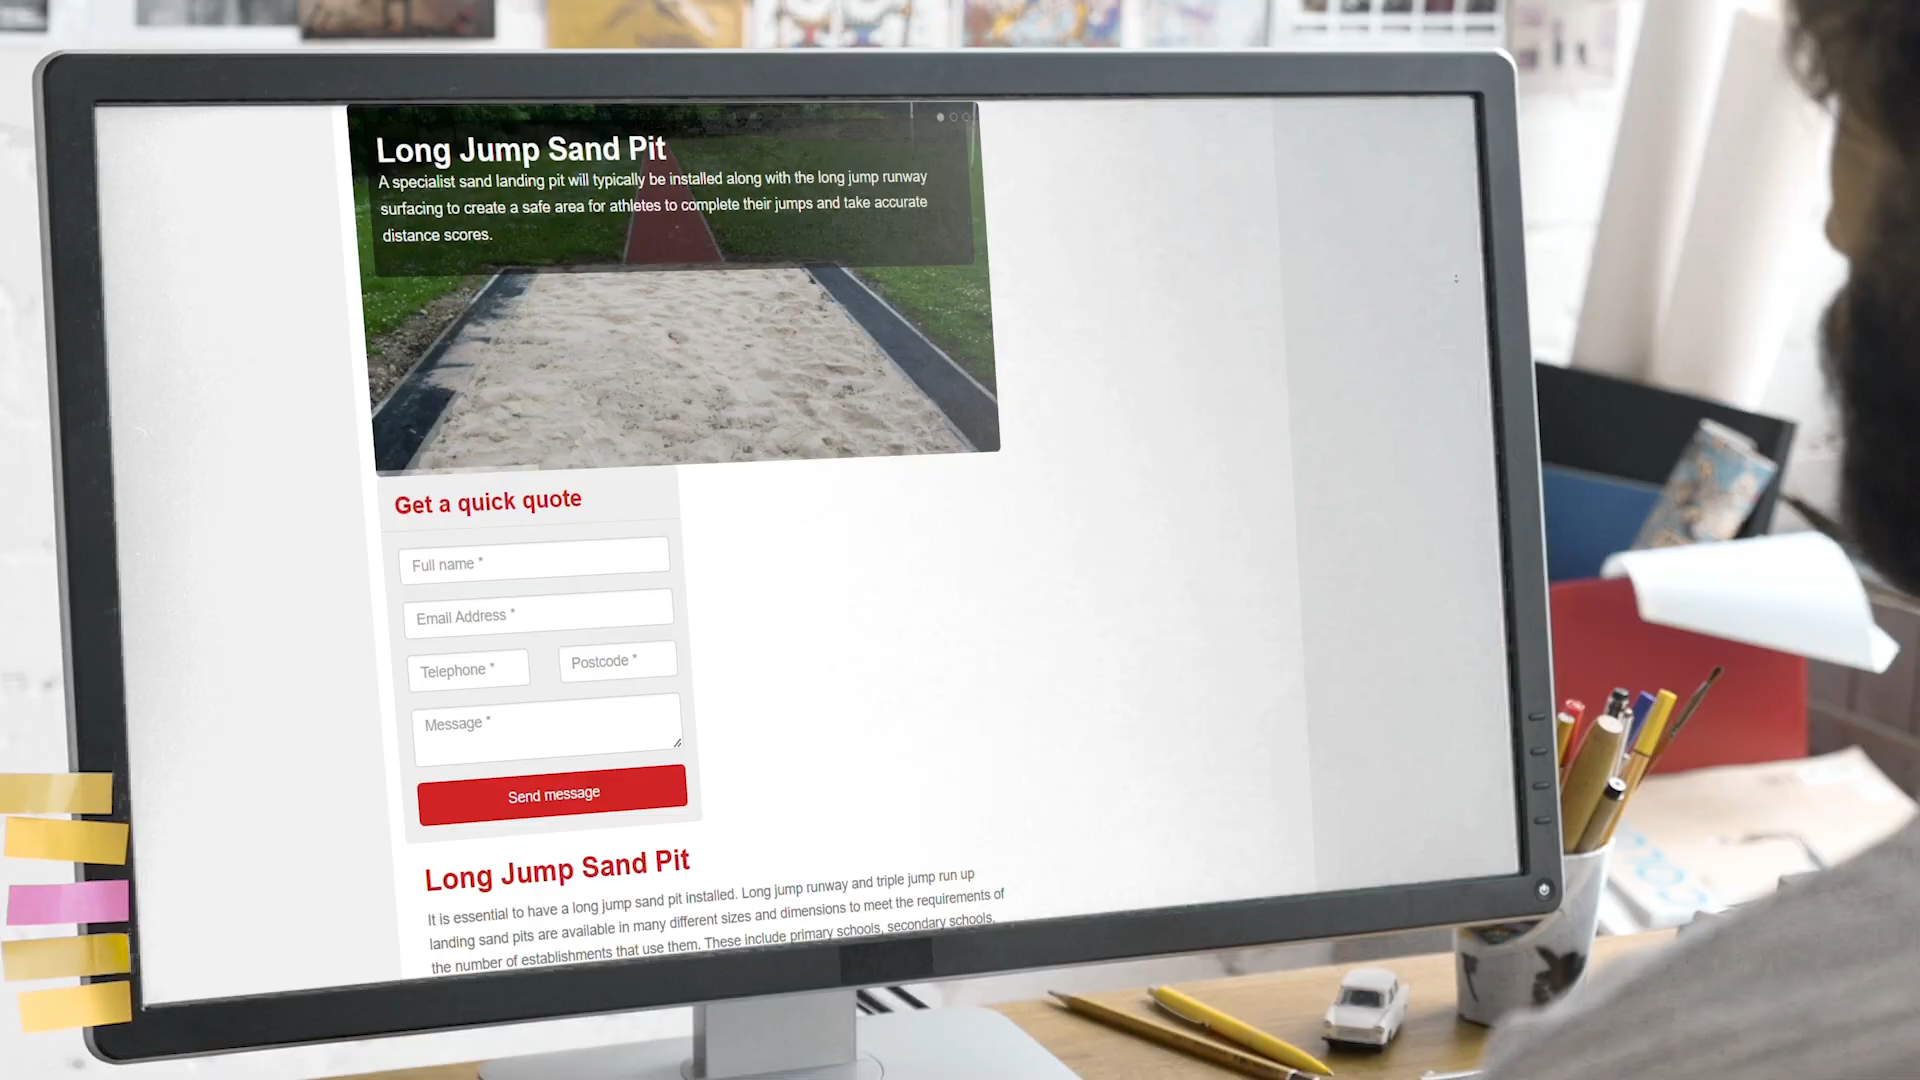 Long Jump Sand Pit
A specialist sand landing pit will typically be installed along with the long jump runway
surfacing to create a safe area for athletes to complete their jumps and take accurate
distance scores.
Get a quick quote
Full name *
Email Address *
Telephone *
Postcode *
Message *
Send message
Long Jump Sand Pit
It is essential to have a long jump sand pit installed. Long jump runway and triple jump run up
landing sand pits are available in many different sizes and dimensions to meet the requirements of
the number of establishments that use them. These include primary schools, secondary schools,